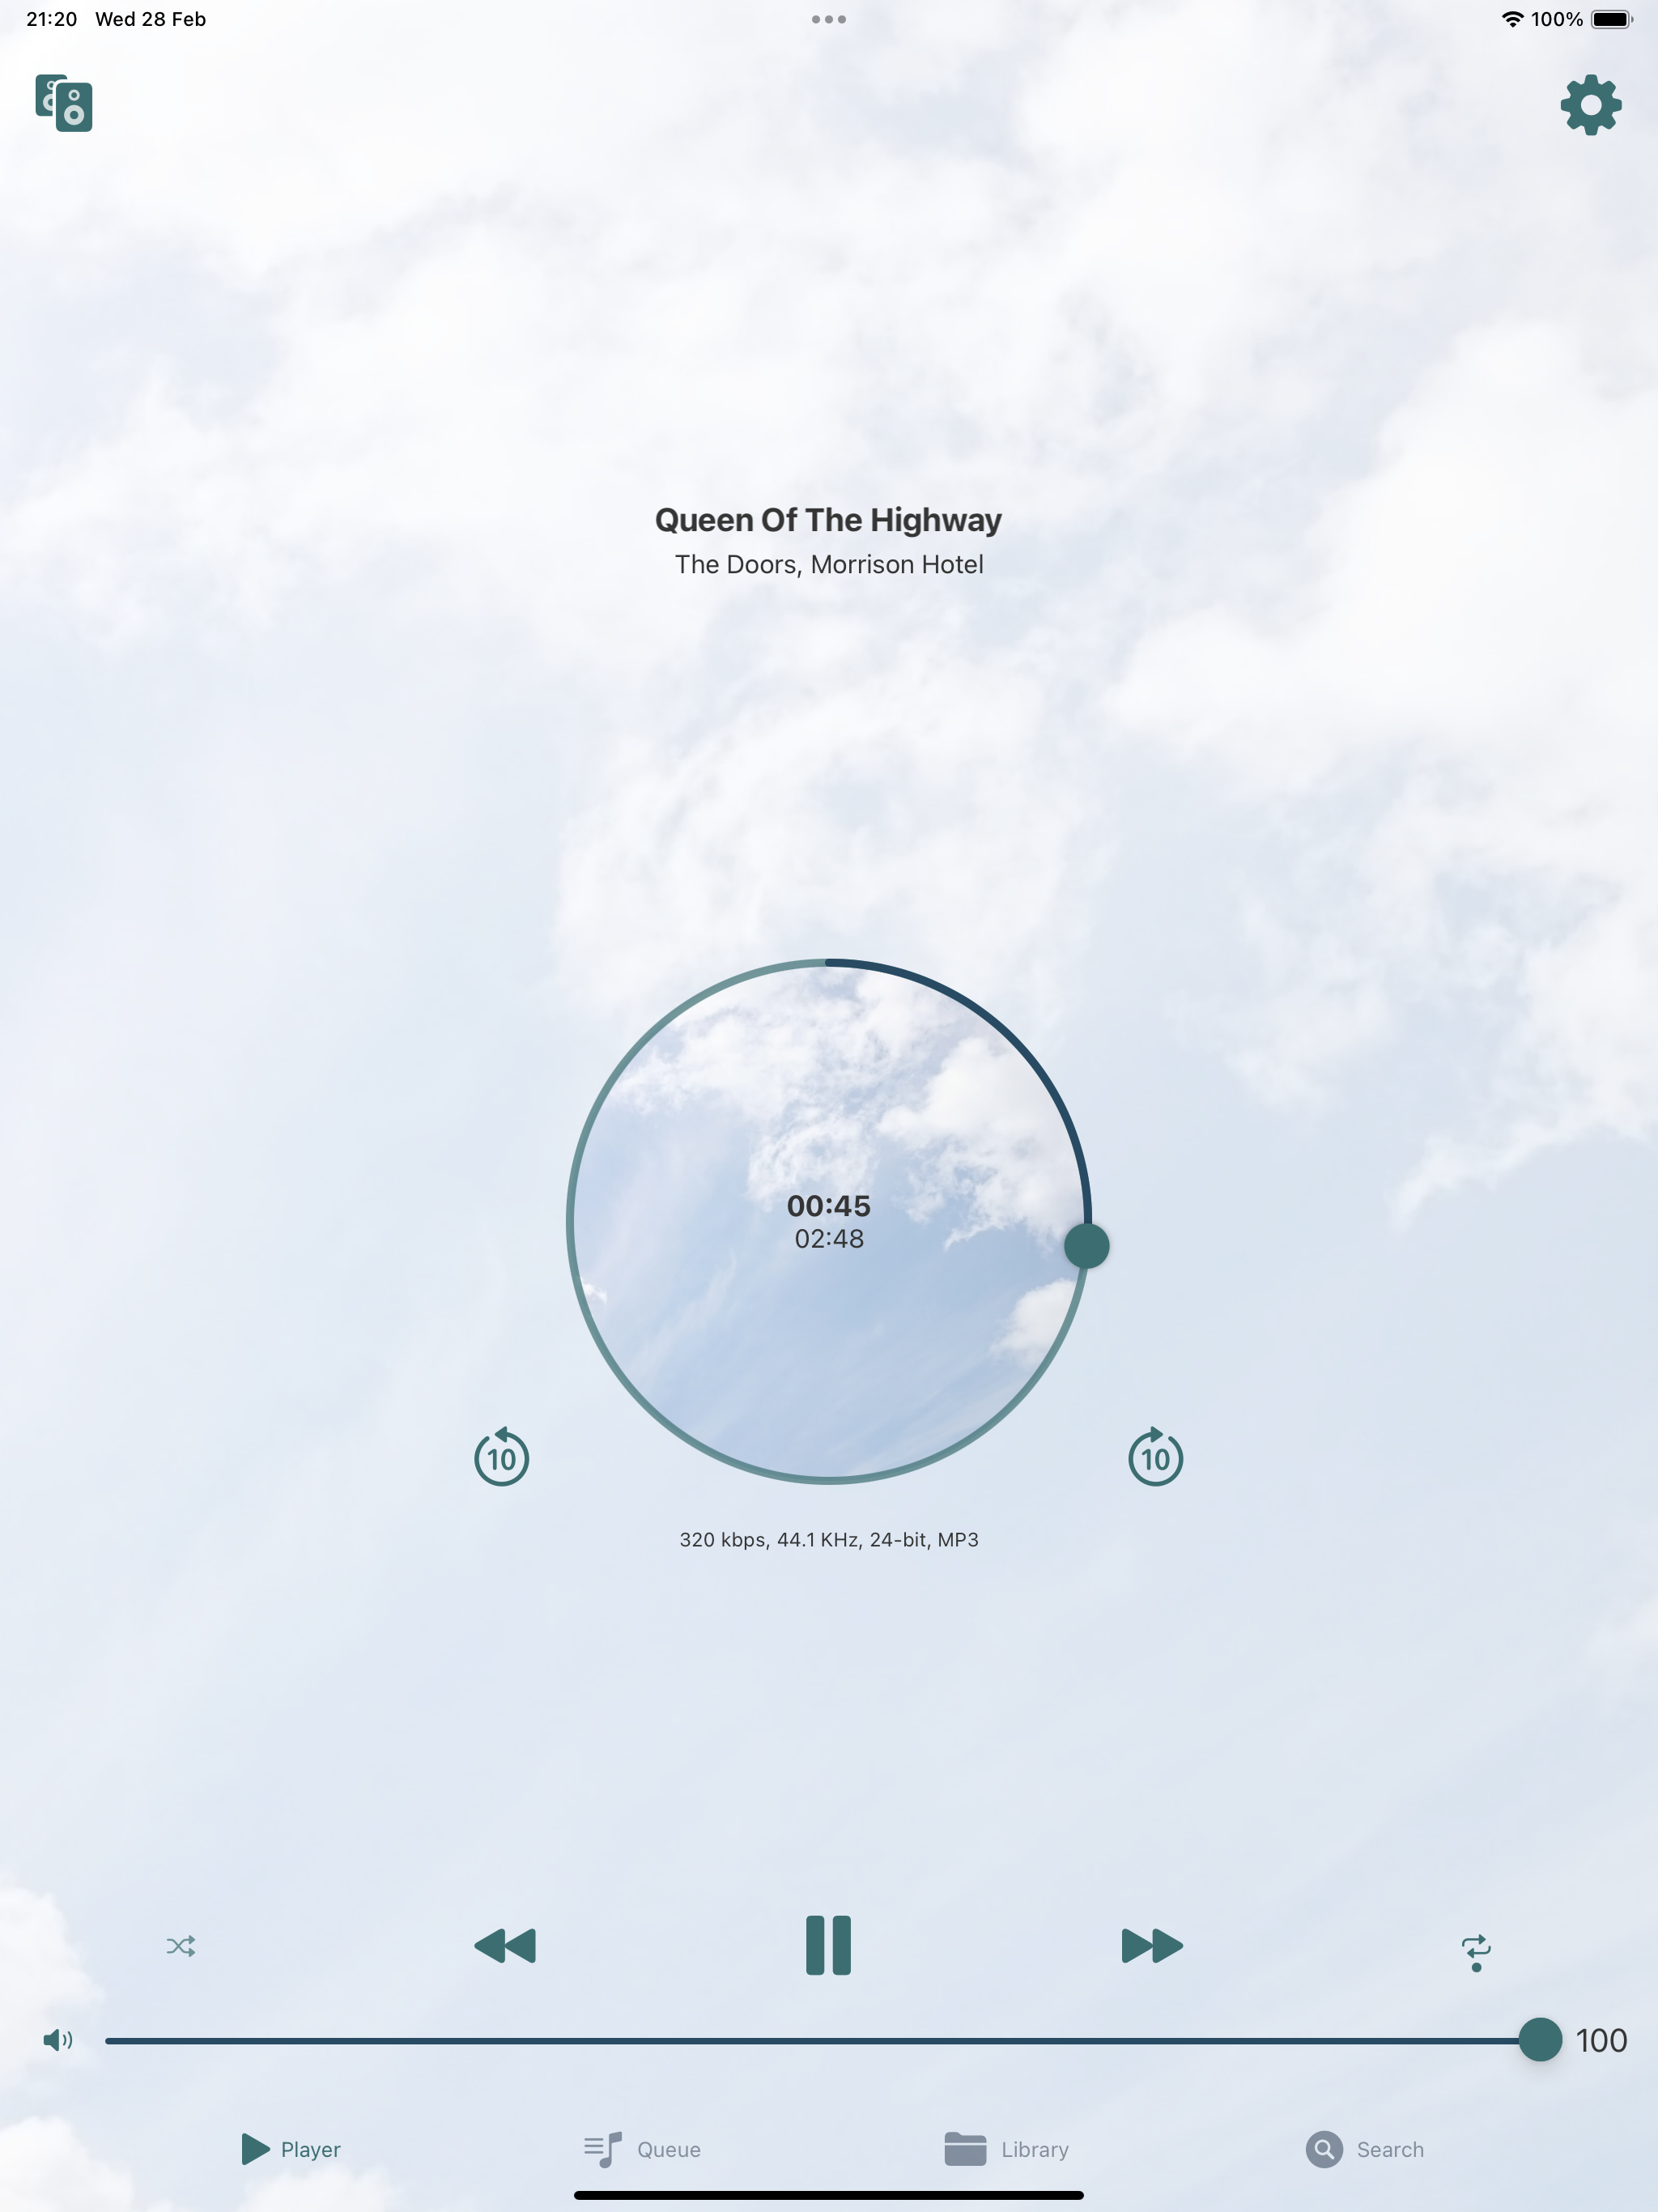 21:20 Wed 28 Feb
100%
Queen Of The Highway
The Doors, Morrison Hotel
00:45
02:48
10
10
320 kbps, 44.1 KHz, 24-bit, MP3
100
Player
Queue
Library
Search